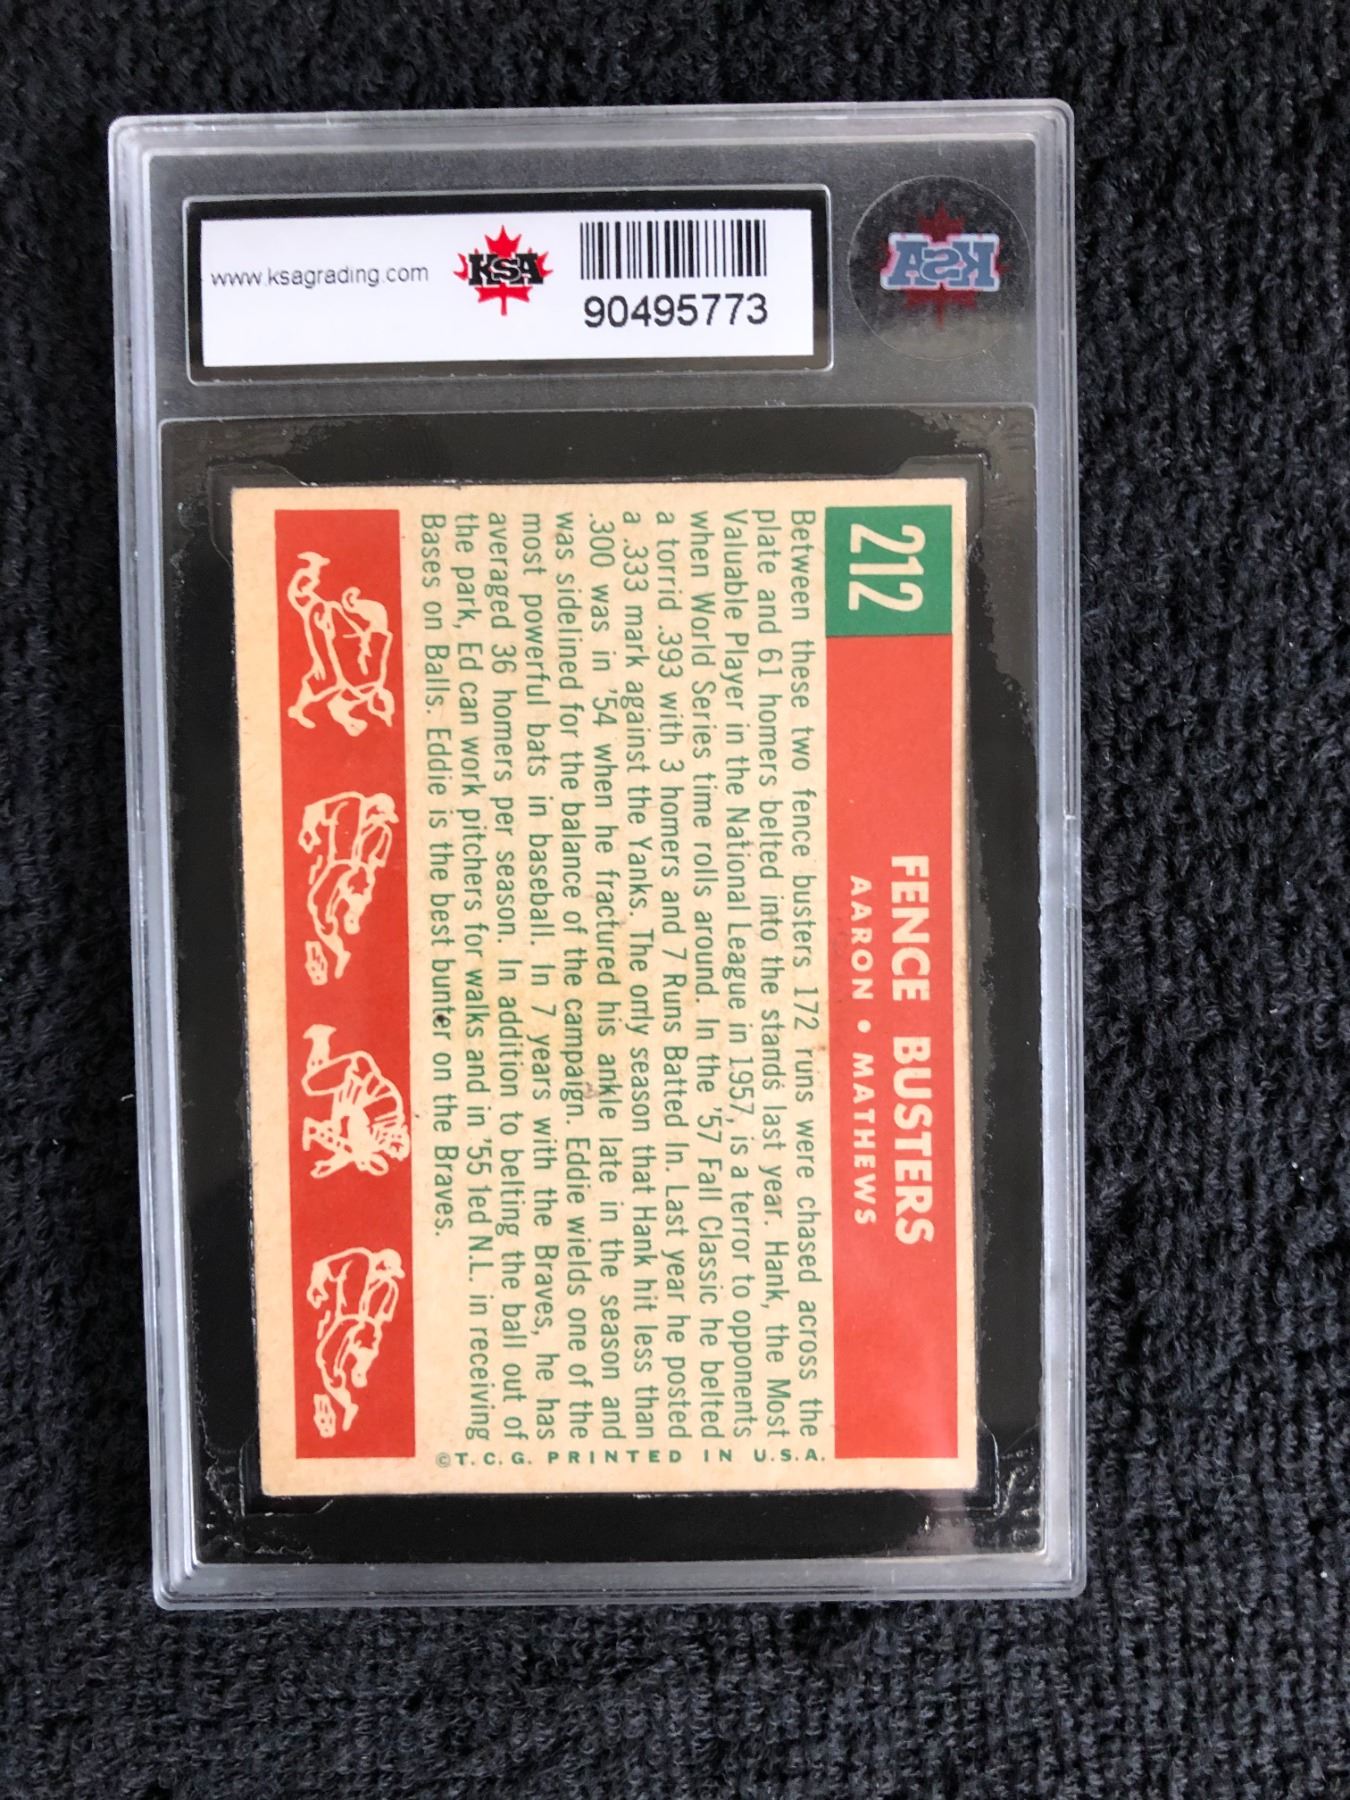 www.ksagrading.com
KSA
90495773
KSA
212
FENCE BUSTERS
AARON • MATHEWS
Between these two fence busters 172 runs were chased across the
plate and 61 homers belted into the stands last year. Hank, the Most
Valuable Player in the National League in 1957, is a terror to opponents
when World Series time rolls around. In the '57 Fall Classic he belted
a torrid .393 with 3 homers and 7 Runs Batted In. Last year he posted
a .333 mark against the Yanks. The only season that Hank hit less than
.300 was in '54 when he fractured his ankle late in the season and
was sidelined for the balance of the campaign. Eddie wields one of the
most powerful bats in baseball. In 7 years with the Braves, he has
averaged 36 homers per season. In addition to belting the ball out of
the park, Ed can work pitchers for walks and in '55 led N.L. in receiving
Bases on Balls. Eddie is the best bunter on the Braves.
©T.C.G. PRINTED IN U.S.A.